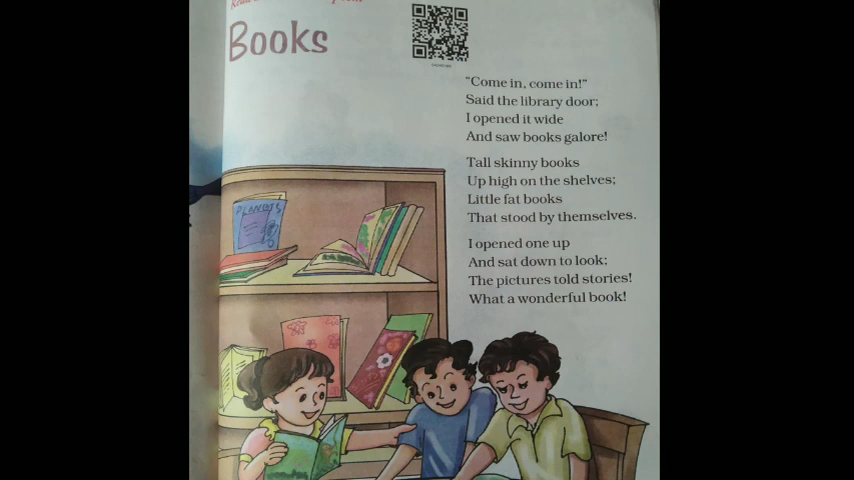 Books
“Come in, come in!”
Said the library door;
I opened it wide
And saw books galore!
Tall skinny books
Up high on the shelves;
Little fat books
That stood by themselves.
I opened one up
And sat down to look;
The pictures told stories!
What a wonderful book!
PLANETS